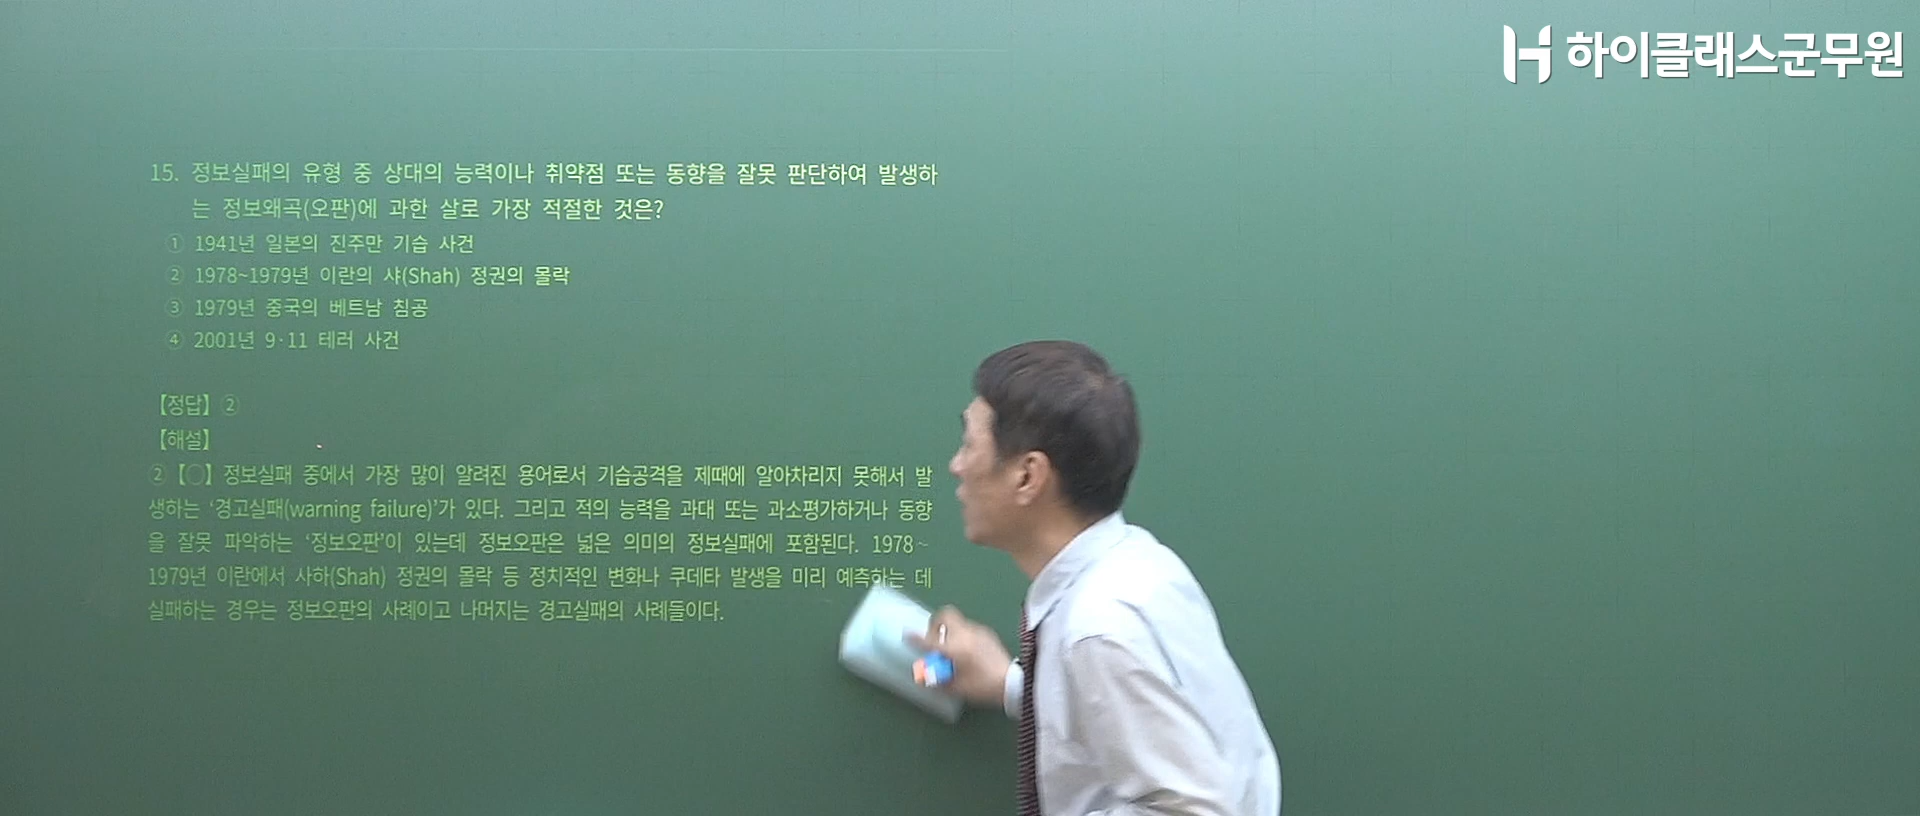 하이클래스군무원
15. 정보실패의 유형 중 상대의 능력이나 취약점 또는 동향을 잘못 판단하여 발생하
는 정보왜곡(오판)에 과한 살로 가장 적절한 것은?
① 1941년 일본의 진주만 기습 사건
② 1978~1979년 이란의 샤(Shah) 정권의 몰락
③ 1979년 중국의 베트남 침공
④ 2001년 9·11 테러 사건
【정답】 ②
【해설】
②【○】정보실패 중에서 가장 많이 알려진 용어로서 기습공격을 제때에 알아차리지 못해서 발
생하는 ‘경고실패(warning failure)’가 있다. 그리고 적의 능력을 과대 또는 과소평가하거나 동향
을 잘못 파악하는 ‘정보오판’이 있는데 정보오판은 넓은 의미의 정보실패에 포함된다. 1978~
1979년 이란에서 사하(Shah) 정권의 몰락 등 정치적인 변화나 쿠데타 발생을 미리 예측하는 데
실패하는 경우는 정보오판의 사례이고 나머지는 경고실패의 사례들이다.